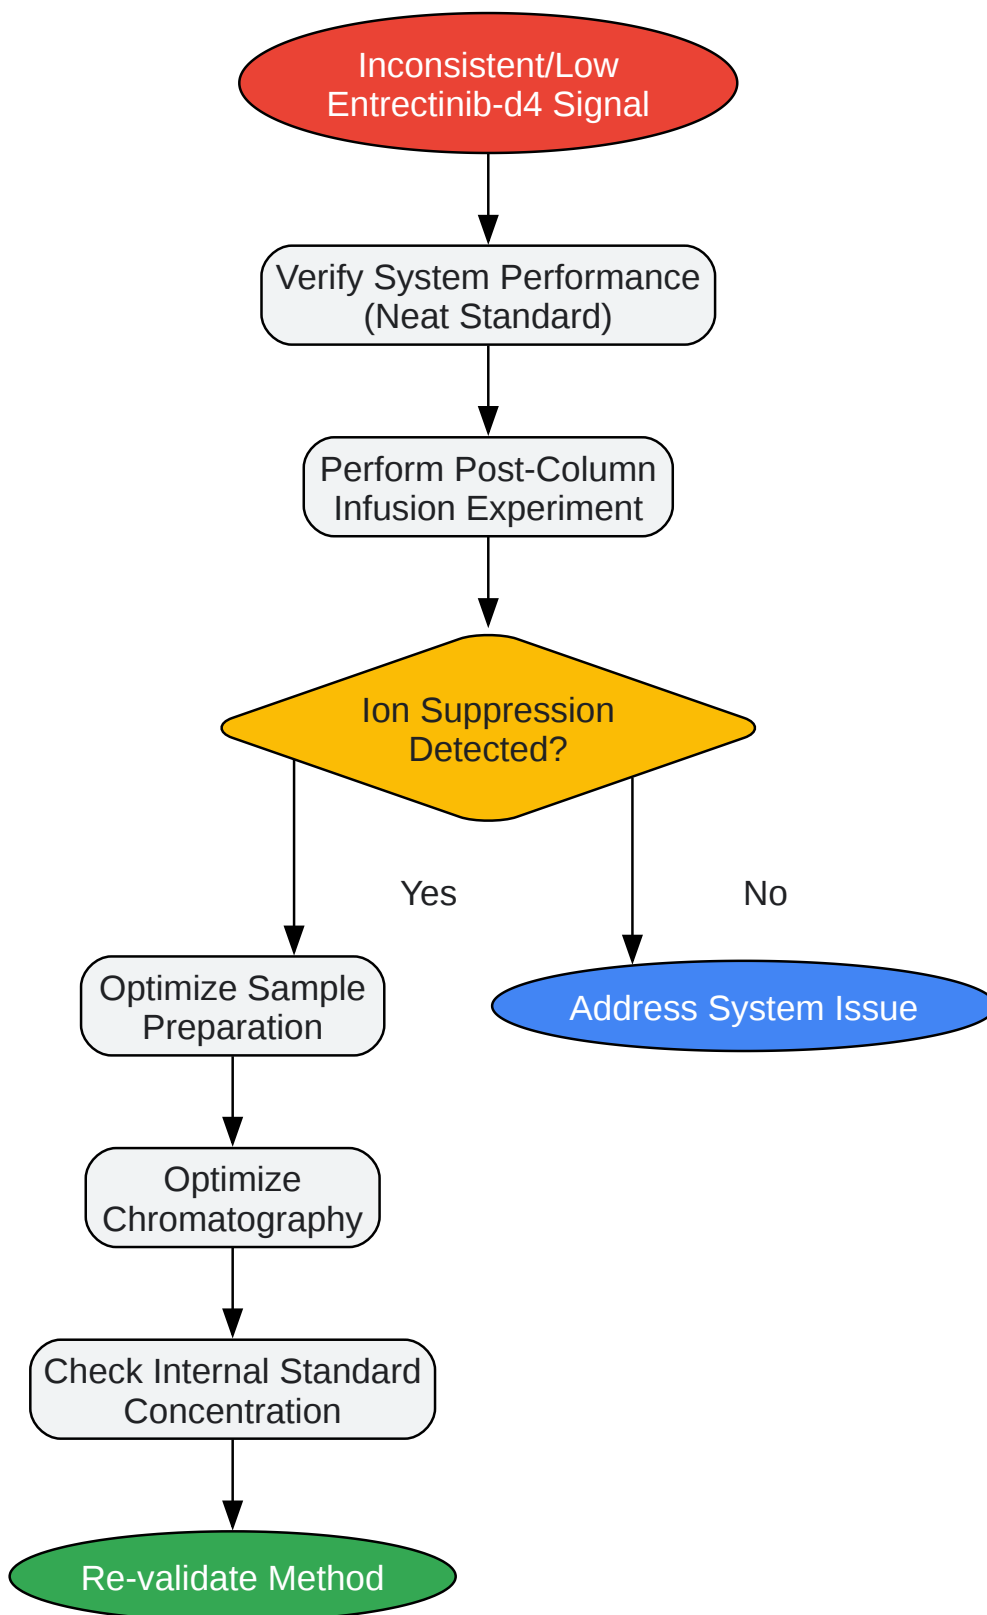 Inconsistent/Low
Entrectinib-d4 Signal
Verify System Performance
(Neat Standard)
Perform Post-Column
Infusion Experiment
Ion Suppression
Detected?
Yes
No
Optimize Sample
Preparation
Address System Issue
Optimize
Chromatography
Check Internal Standard
Concentration
Re-validate Method